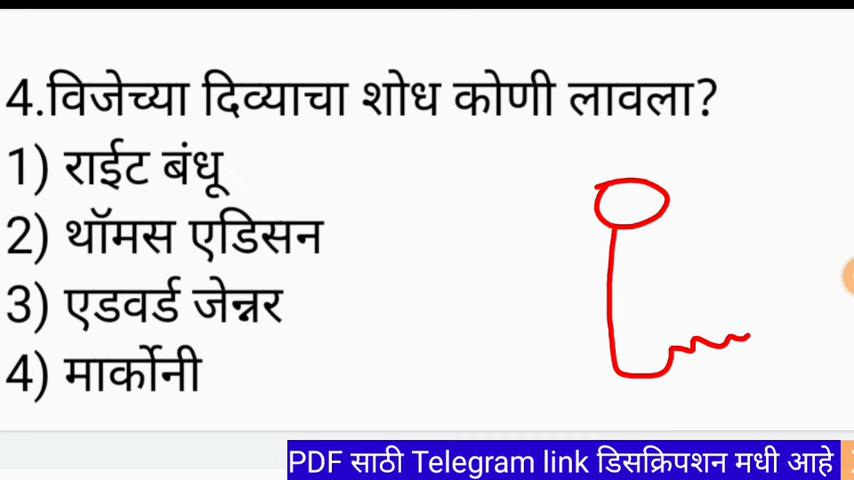 4.विजेच्या दिव्याचा शोध कोणी लावला?
1) राईट बंधू
2) थॉमस एडिसन
3) एडवर्ड जेन्नर
4) मार्कोनी
PDF साठी Telegram link डिसक्रिपशन मधी आहे